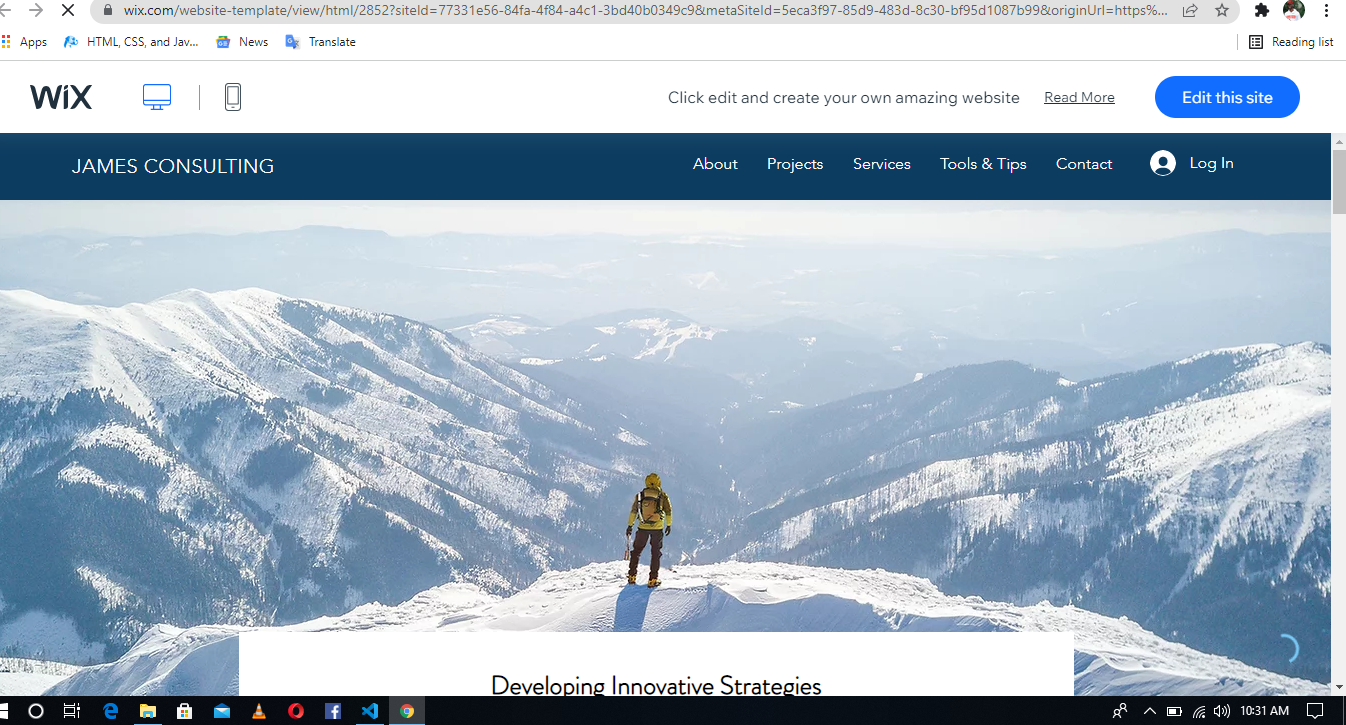 wix.com/website-template/view/html/2852?siteId=77331e56-84fa-4f84-a4c1-3bd40b0349c9&metaSiteId=5eca3f97-85d9-483d-8c30-bf95d1087b99&originUrl=https%...
Apps HTML, CSS, and Jav... News Translate Reading list
WiX Click edit and create your own amazing website Read More Edit this site
JAMES CONSULTING About Projects Services Tools & Tips Contact Log In
Developing Innovative Strategies
10:31 AM